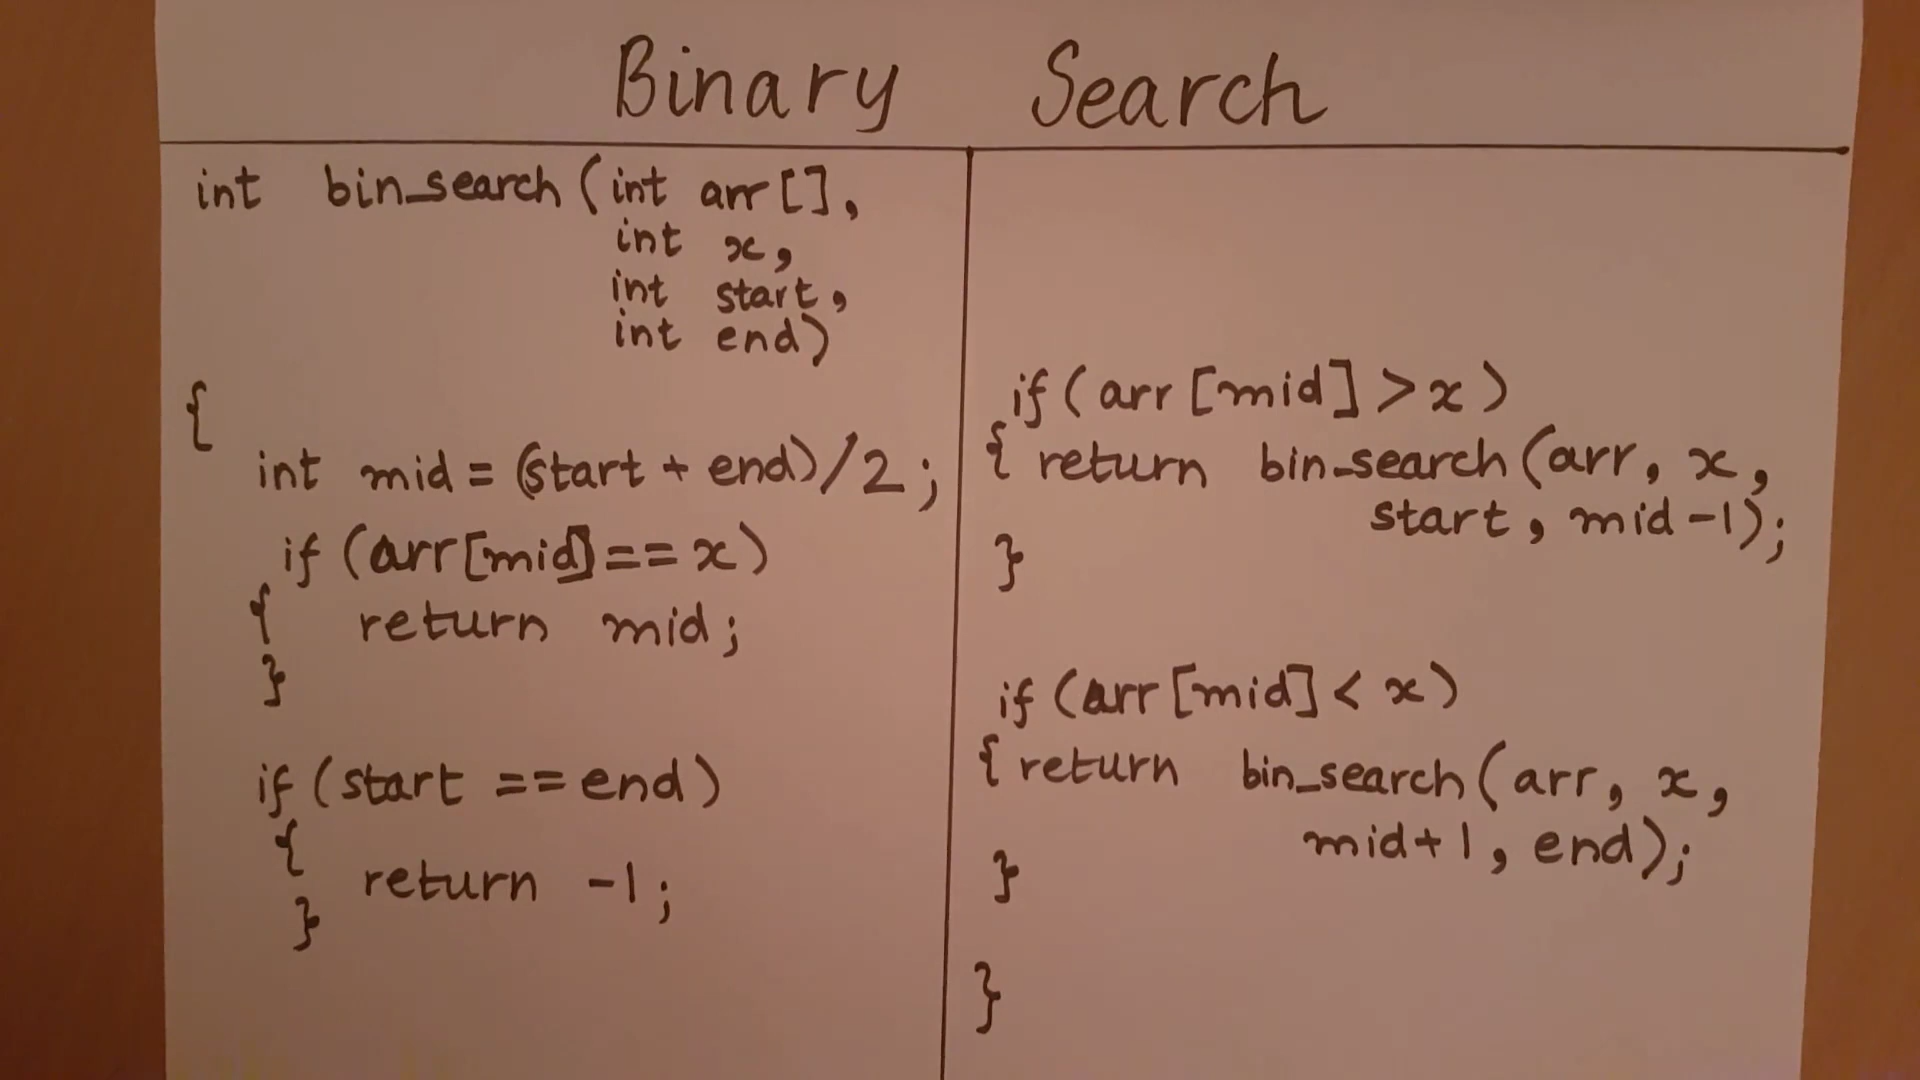 Binary Search
int bin_search(int arr[],
int x,
int start,
int end)
{
int mid = (start + end)/2;
if (arr[mid]==x)
{ return mid;
}
if (start == end)
{
return -1;
}
if(arr[mid]>x)
{ return bin_search(arr, x,
start, mid-1);
}
if (arr[mid]< x)
{ return bin_search(arr, x,
mid+1, end);
}
}